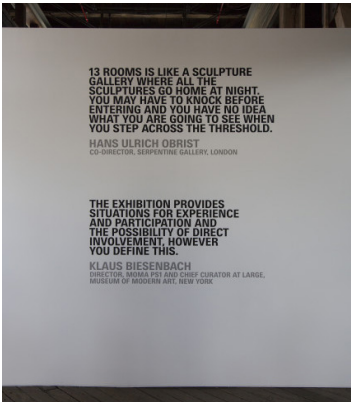 13 ROOMS IS LIKE A SCULPTURE
GALLERY WHERE ALL THE
SCULPTURES GO HOME AT NIGHT.
YOU MAY HAVE TO KNOCK BEFORE
ENTERING AND YOU HAVE NO IDEA
WHAT YOU ARE GOING TO SEE WHEN
YOU STEP ACROSS THE THRESHOLD.
HANS ULRICH OBRIST
CO-DIRECTOR, SERPENTINE GALLERY, LONDON
THE EXHIBITION PROVIDES
SITUATIONS FOR EXPERIENCE
AND PARTICIPATION AND
THE POSSIBILITY OF DIRECT
INVOLVEMENT, HOWEVER
YOU DEFINE THIS.
KLAUS BIESENBACH
DIRECTOR, MOMA PS1 AND CHIEF CURATOR AT LARGE,
MUSEUM OF MODERN ART, NEW YORK